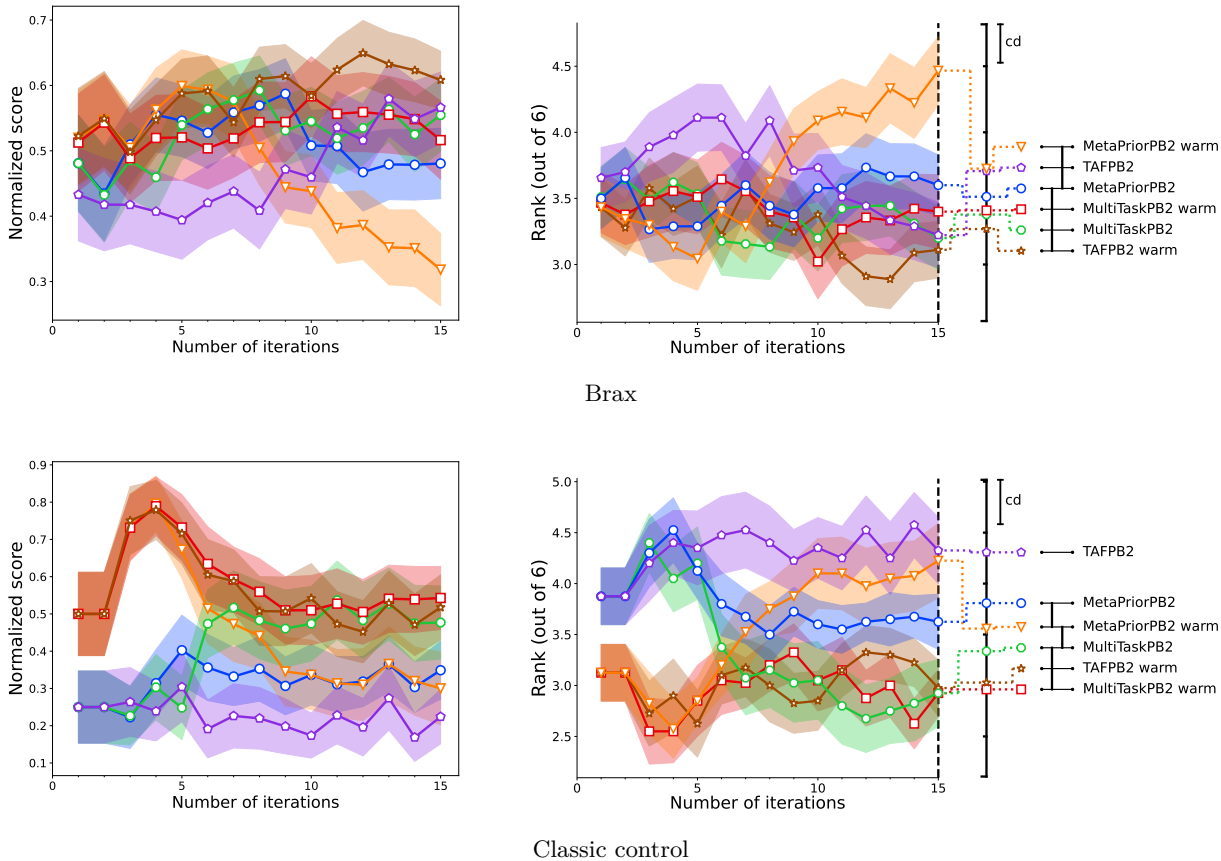 Normalized score
0.7
0.6
0.5
0.4
0.3
0
5
10
15
Number of iterations
Rank (out of 6)
4.5
4.0
3.5
3.0
0
5
10
15
Number of iterations
cd
MetaPriorPB2 warm
TAFPB2
MetaPriorPB2
MultiTaskPB2 warm
MultiTaskPB2
TAFPB2 warm
Brax
Normalized score
0.9
0.8
0.7
0.6
0.5
0.4
0.3
0.2
0.1
0
5
10
15
Number of iterations
Rank (out of 6)
5.0
4.5
4.0
3.5
3.0
2.5
0
5
10
15
Number of iterations
cd
TAFPB2
MetaPriorPB2
MetaPriorPB2 warm
MultiTaskPB2
TAFPB2 warm
MultiTaskPB2 warm
Classic control